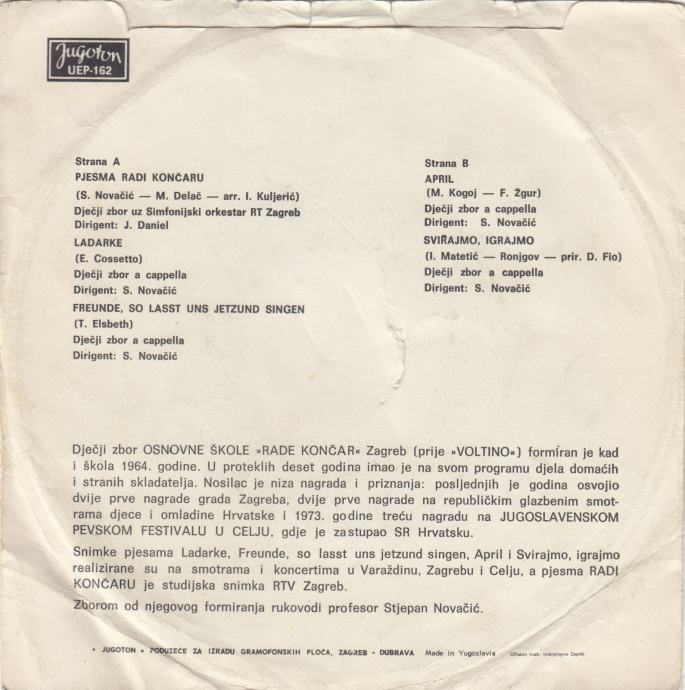 Jugoton
UEP-162
Strana A
PJESMA RADI KONČARU
(S. Novačić — M. Delač — arr. I. Kuljerić)
Dječji zbor uz Simfonijski orkestar RT Zagreb
Dirigent: J. Daniel
LADARKE
(E. Cossetto)
Dječji zbor a cappella
Dirigent: S. Novačić
FREUNDE, SO LASST UNS JETZUND SINGEN
(T. Elsbeth)
Dječji zbor a cappella
Dirigent: S. Novačić
Strana B
APRIL
(M. Kogoj — F. Žgur)
Dječji zbor a cappella
Dirigent: S. Novačić
SVIRAJMO, IGRAJMO
(I. Matetić — Ronjgov — prir. D. Fio)
Dječji zbor a cappella
Dirigent: S. Novačić
Dječji zbor OSNOVNE ŠKOLE »RADE KONČAR« Zagreb (prije »VOLTINO«) formiran je kad
i škola 1964. godine. U proteklih deset godina imao je na svom programu djela domaćih
i stranih skladatelja. Nosilac je niza nagrada i priznanja: posljednjih je godina osvojio
dvije prve nagrade grada Zagreba, dvije prve nagrade na republičkim glazbenim smot-
rama djece i omladine Hrvatske i 1973. godine treću nagradu na JUGOSLAVENSKOM
PEVSKOM FESTIVALU U CELJU, gdje je zastupao SR Hrvatsku.
Snimke pjesama Ladarke, Freunde, so lasst uns jetzund singen, April i Svirajmo, igrajmo
realizirane su na smotrama i koncertima u Varaždinu, Zagrebu i Celju, a pjesma RADI
KONČARU je studijska snimka RTV Zagreb.
Zborom od njegovog formiranja rukovodi profesor Stjepan Novačić.
• JUGOTON • PODUZEĆE ZA IZRADU GRAMOFONSKIH PLOČA, ZAGREB - DUBRAVA Made in Yugoslavia